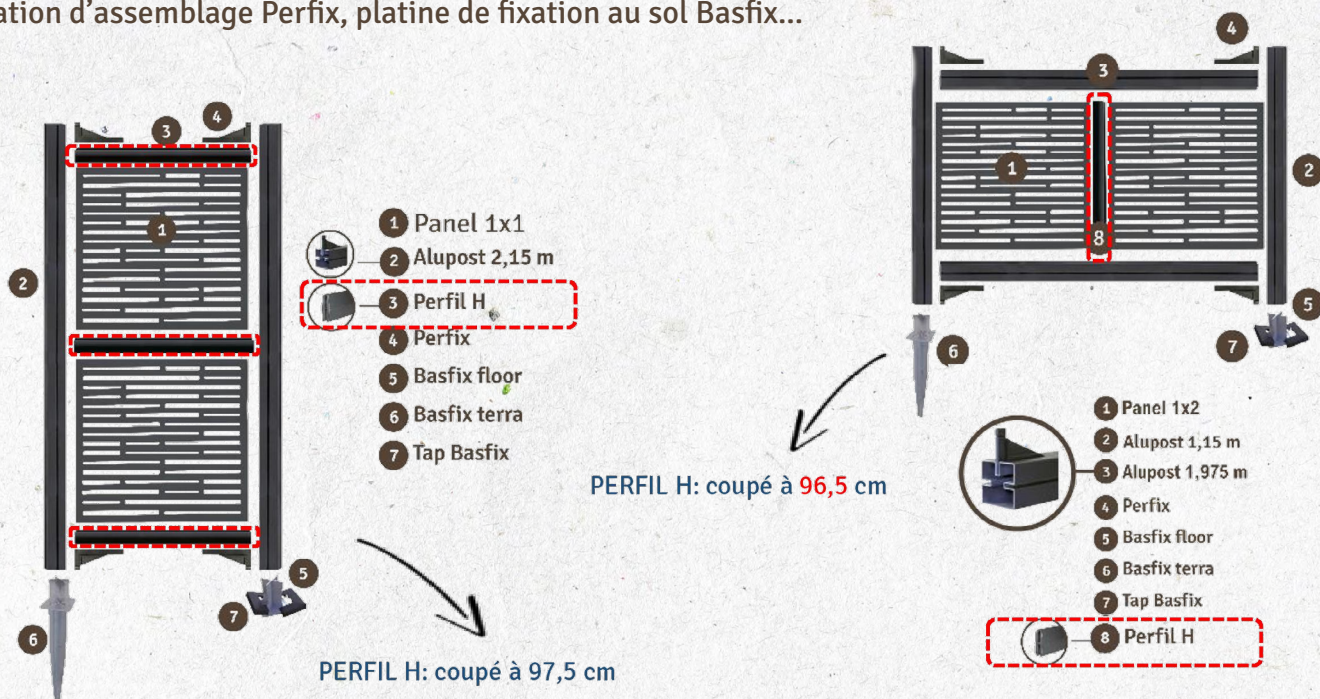 ation d’assemblage Perfix, platine de fixation au sol Basfix...
3
4
1
2
5
7
6
1 Panel 1x1
2 Alupost 2,15 m
3 Perfil H
4 Perfix
5 Basfix floor
6 Basfix terra
7 Tap Basfix
PERFIL H: coupé à 97,5 cm
4
3
1
2
8
5
7
6
PERFIL H: coupé à 96,5 cm
1 Panel 1x2
2 Alupost 1,15 m
3 Alupost 1,975 m
4 Perfix
5 Basfix floor
6 Basfix terra
7 Tap Basfix
8 Perfil H